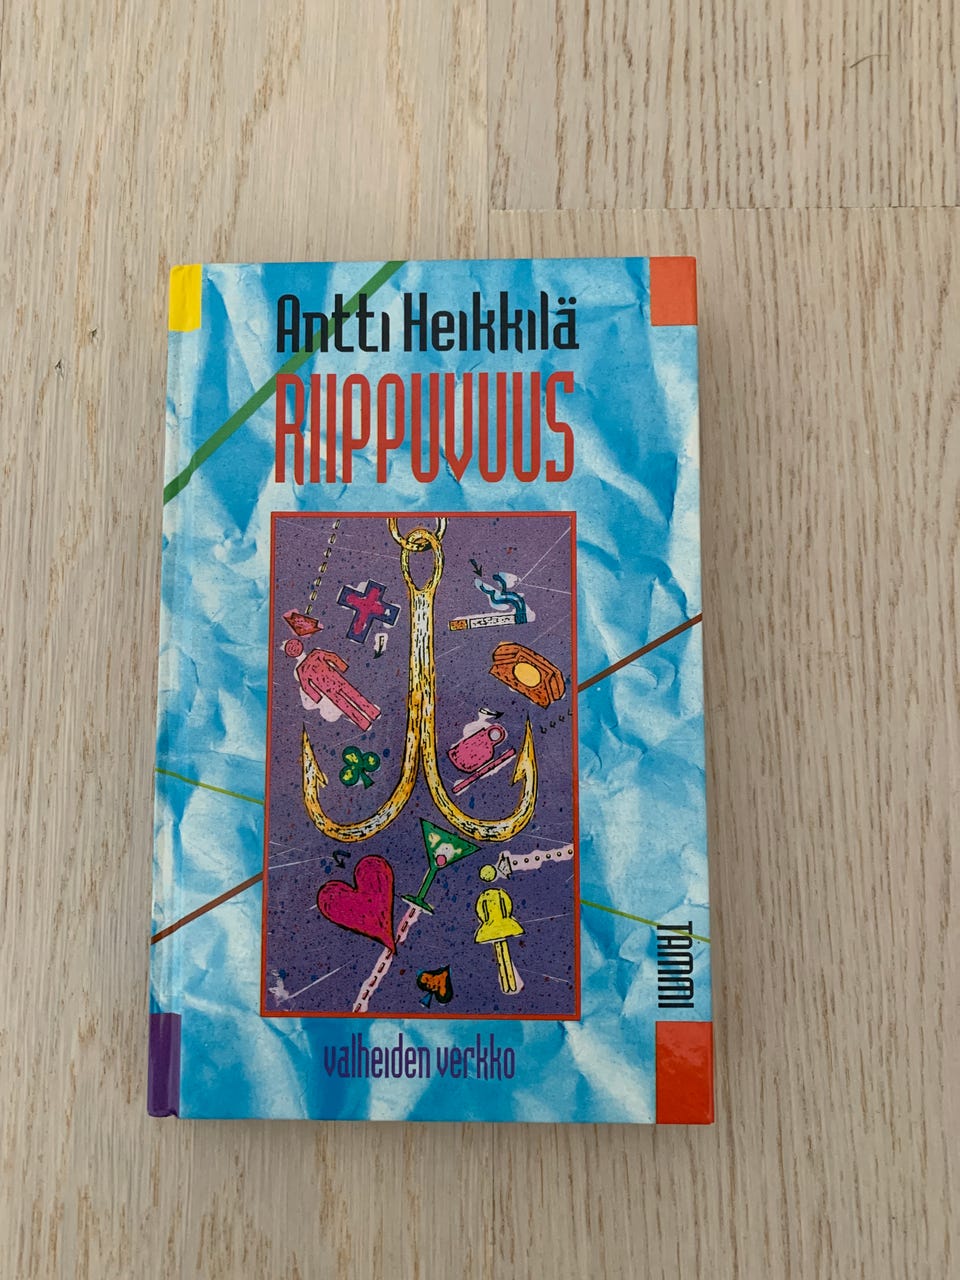 Antti Heikkilä
RIIPPUVUUS
valheiden verkko
TAMMI